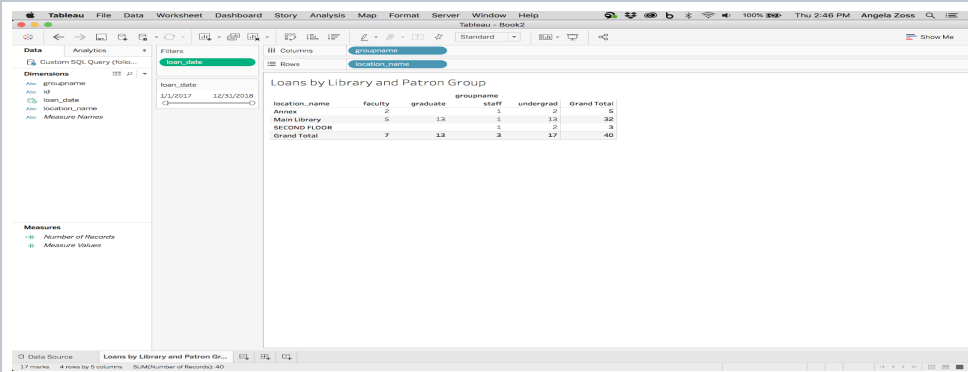 Tableau File Data Worksheet Dashboard Story Analysis Map Format Server Window Help 100% Thu 2:46 PM Angela Zoss
Tableau - Book2
Standard Show Me
Data Analytics
Custom SQL Query (folio...
Dimensions
Abc groupname
Abc id
loan_date
Abc location_name
Abc Measure Names
Measures
Number of Records
Measure Values
Filters
loan_date
loan_date
1/1/2017 12/31/2018
Columns groupname
Rows location_name
Loans by Library and Patron Group
groupname
location_name faculty graduate staff undergrad Grand Total
Annex 2 1 2 5
Main Library 5 13 1 13 32
SECOND FLOOR 1 2 3
Grand Total 7 13 3 17 40
Data Source Loans by Library and Patron Gr...
17 marks 4 rows by 5 columns SUM(Number of Records): 40